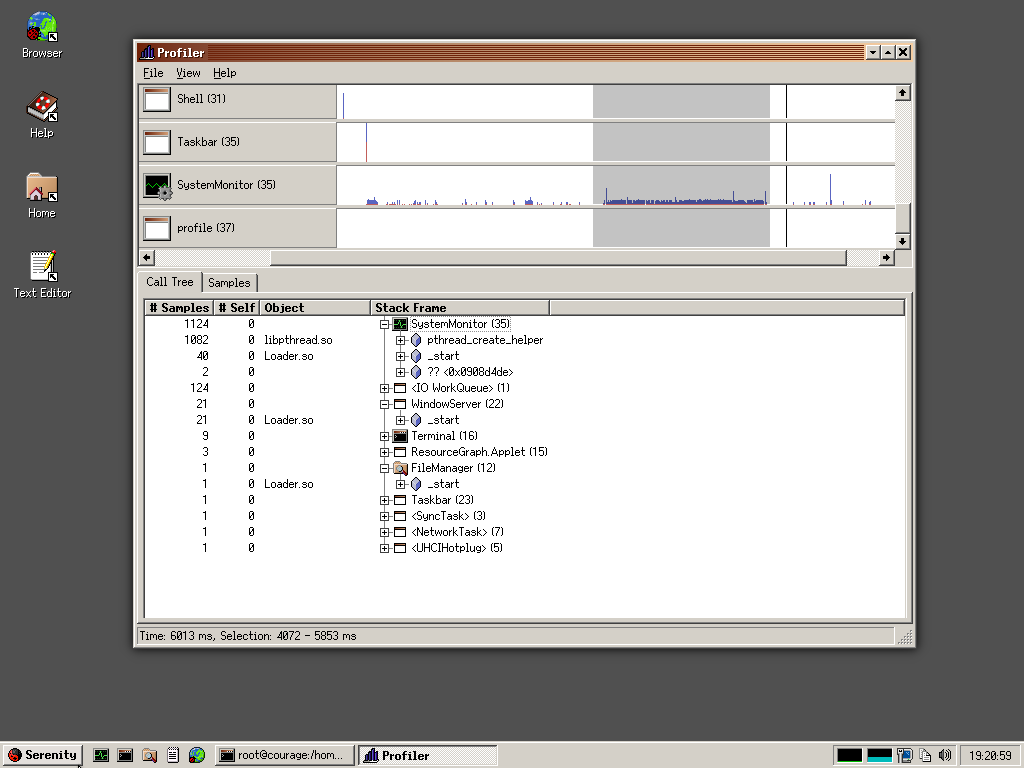 Browser
Help
Home
Text Editor
Profiler
File View Help
Shell (31)
Taskbar (35)
SystemMonitor (35)
profile (37)
Call Tree Samples
# Samples # Self Object Stack Frame
1124 0 SystemMonitor (35)
1082 0 libpthread.so pthread_create_helper
40 0 Loader.so _start
2 0 ?? <0x0908d4de>
124 0 <IO WorkQueue> (1)
21 0 WindowServer (22)
21 0 Loader.so _start
9 0 Terminal (16)
3 0 ResourceGraph.Applet (15)
1 0 FileManager (12)
1 0 Loader.so _start
1 0 Taskbar (23)
1 0 <SyncTask> (3)
1 0 <NetworkTask> (7)
1 0 <UHCIHotplug> (5)
Time: 6013 ms, Selection: 4072 - 5853 ms
Serenity root@courage:/hom... Profiler 19:20:59